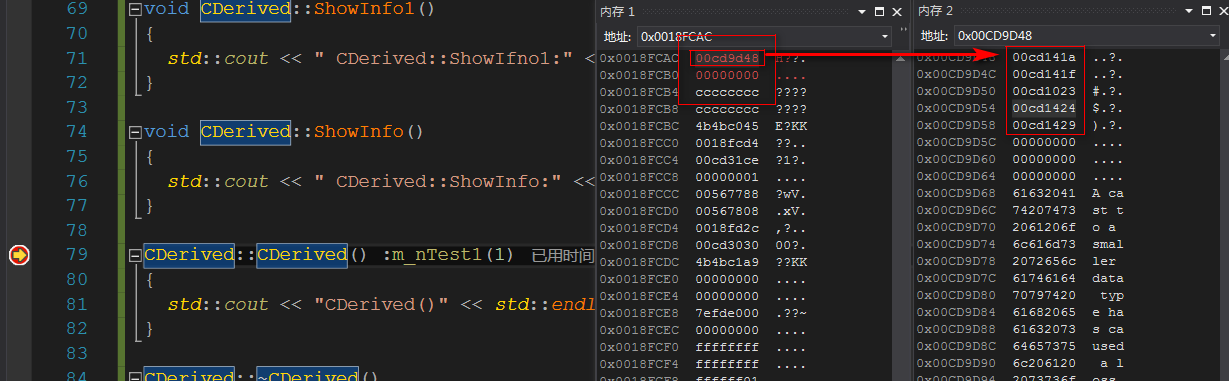 69 void CDerived::ShowInfo1()
70 {
71 std::cout << " CDerived::ShowIfno1:" <
72 }
73
74 void CDerived::ShowInfo()
75 {
76 std::cout << " CDerived::ShowInfo:" <<
77 }
78
79 CDerived::CDerived() :m_nTest1(1) 已用时间
80 {
81 std::cout << "CDerived()" << std::endl
82 }
83
84 CDerived::~CDerived()
内存 1
地址: 0x0018FCAC
0x0018FCAC 00cd9d48 H??.
0x0018FCB0 00000000 ....
0x0018FCB4 cccccccc ????
0x0018FCB8 cccccccc ????
0x0018FCBC 4b4bc045 E?KK
0x0018FCC0 0018fcd4 ??..
0x0018FCC4 00cd31ce ?1?.
0x0018FCC8 00000001 ....
0x0018FCCC 00567788 ?wV.
0x0018FCD0 00567808 .xV.
0x0018FCD4 0018fd2c ,?..
0x0018FCD8 00cd3030 00?.
0x0018FCDC 4b4bc1a9 ??KK
0x0018FCE0 00000000 ....
0x0018FCE4 00000000 ....
0x0018FCE8 7efde000 .??~
0x0018FCEC 00000000 ....
0x0018FCF0 ffffffff ....
0x0018FCF4 ffffffff ....
0x0018FCF8 ffffff01
内存 2
地址: 0x00CD9D48
00cd141a ..?.
0x00CD9D4C 00cd141f ..?.
0x00CD9D50 00cd1023 #.?.
0x00CD9D54 00cd1424 $.?.
0x00CD9D58 00cd1429 ).?.
0x00CD9D5C 00000000 ....
0x00CD9D60 00000000 ....
0x00CD9D64 00000000 ....
0x00CD9D68 61632041 A ca
0x00CD9D6C 74207473 st t
0x00CD9D70 2061206f o a
0x00CD9D74 6c616d73 smal
0x00CD9D78 2072656c ler
0x00CD9D7C 61746164 data
0x00CD9D80 70797420 typ
0x00CD9D84 61682065 e ha
0x00CD9D88 61632073 s ca
0x00CD9D8C 64657375 used
0x00CD9D90 6c206120 a l
0x00CD9D94 2073736f oss